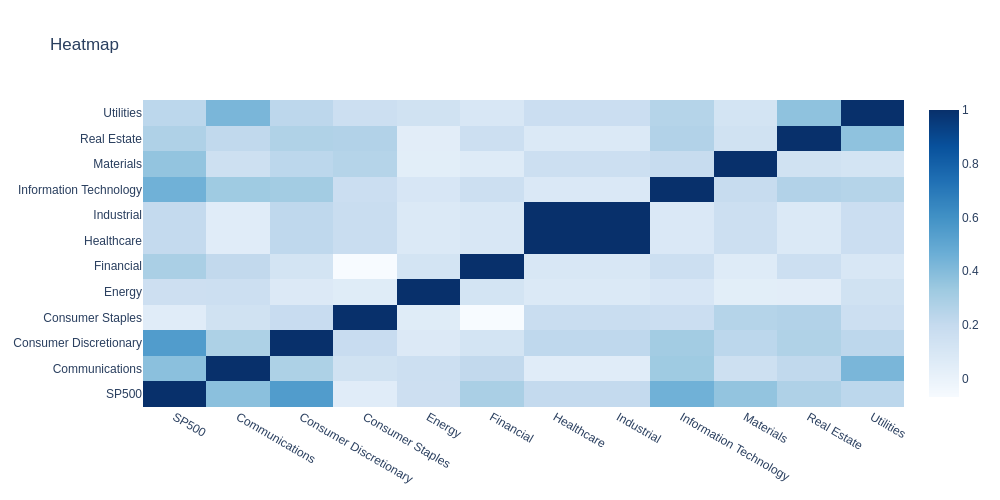 Heatmap
Utilities
Real Estate
Materials
Information Technology
Industrial
Healthcare
Financial
Energy
Consumer Staples
Consumer Discretionary
Communications
SP500
SP500
Communications
Consumer Discretionary
Consumer Staples
Energy
Financial
Healthcare
Industrial
Information Technology
Materials
Real Estate
Utilities
1
0.8
0.6
0.4
0.2
0